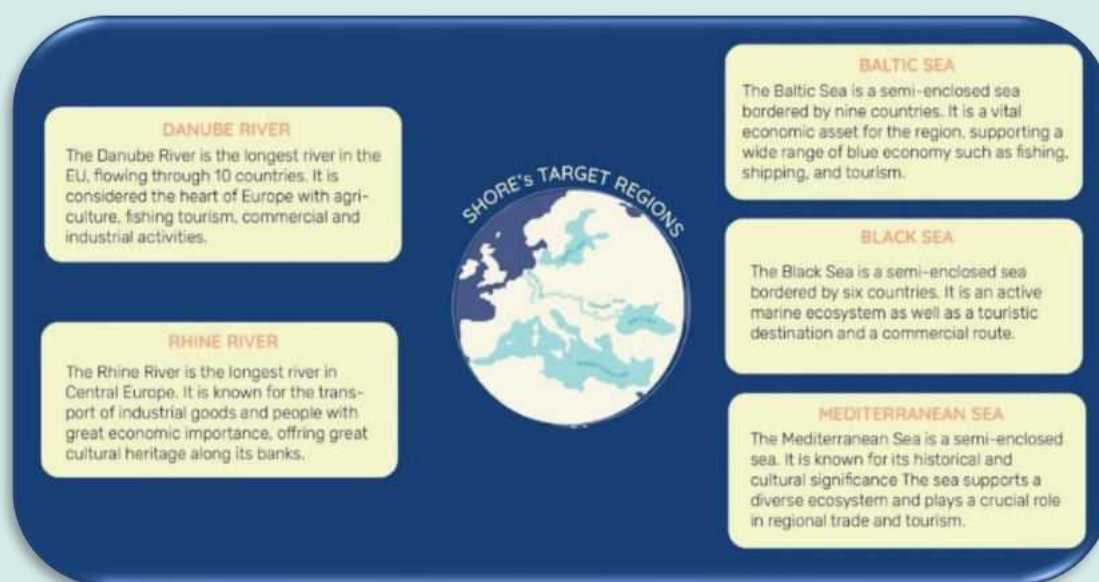 DANUBE RIVER
The Danube River is the longest river in the
EU, flowing through 10 countries. It is
considered the heart of Europe with agri-
culture, fishing tourism, commercial and
industrial activities.
RHINE RIVER
The Rhine River is the longest river in
Central Europe. It is known for the trans-
port of industrial goods and people with
great economic importance, offring great
cultural heritage along its banks.
SHORE's TARGET REGIONS
BALTIC SEA
The Baltic Sea is a semi-enclosed sea
bordered by nine countries. It is a vital
economic asset for the region, supporting a
wide range of blue economy such as fishing,
shipping, and tourism.
BLACK SEA
The Black Sea is a semi-enclosed sea
bordered by six countries. It is an active
marine ecosystem as well as a touristic
destination and a commercial route.
MEDITERRANEAN SEA
The Mediterranean Sea is a semi-enclosed
sea. It is known for its historical and
cultural significance The sea supports a
diverse ecosystem and plays a crucial role
in regional trade and tourism.